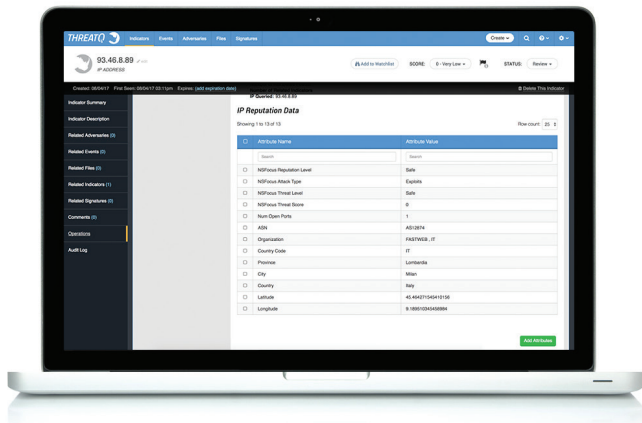 THREATQ Indicators Events Adversaries Files Signatures Create
93.46.8.89
IP ADDRESS
Add to Watchlist SCORE: 0 - Very Low STATUS: Review
Created: 08/04/17 First Seen: 08/04/17 03:11pm Expires: (add expiration date) Delete This Indicator
IP Queried: 93.46.8.89
Indicator Summary
Indicator Description
Related Adversaries (0)
Related Events (0)
Related Files (0)
Related Indicators (1)
Related Signatures (0)
Comments (0)
Operations
Audit Log
IP Reputation Data
Showing 1 to 13 of 13 Row count: 25
Attribute Name Attribute Value
Search Search
NSFocus Reputation Level Safe
NSFocus Attack Type Exploits
NSFocus Threat Level Safe
NSFocus Threat Score 0
Num Open Ports 1
ASN AS12874
Organization FASTWEB , IT
Country Code IT
Province Lombardia
City Milan
Country Italy
Latitude 45.464271545410156
Longitude 9.189510345458984
Add Attributes